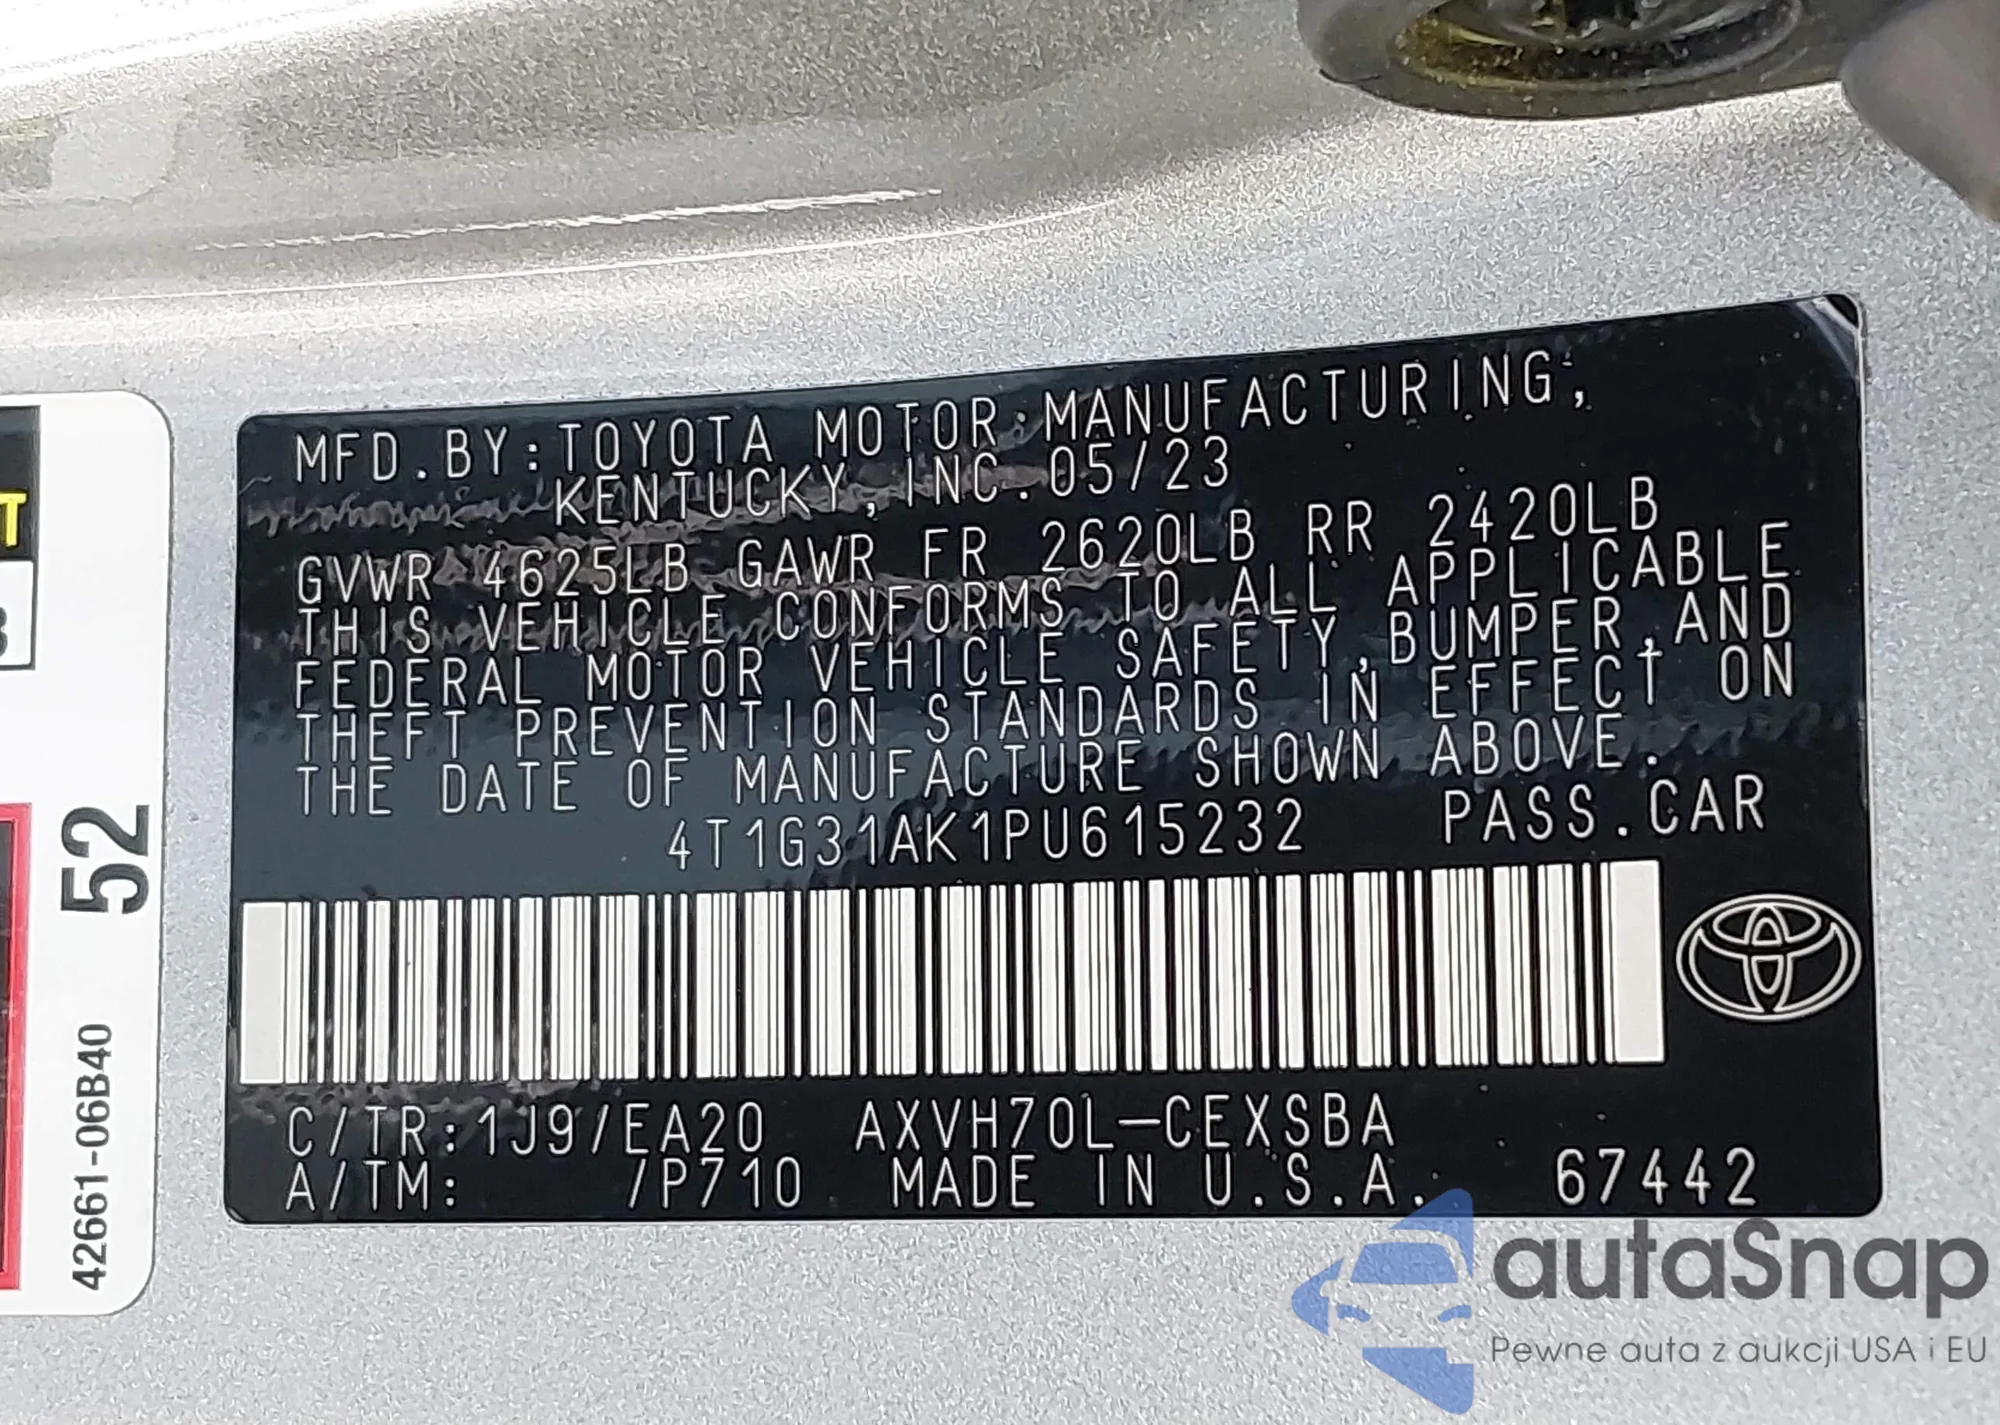 MFD.BY:TOYOTA MOTOR MANUFACTURING,
KENTUCKY,INC.05/23
GVWR 4625LB GAWR FR 2620LB RR 2420LB
THIS VEHICLE CONFORMS TO ALL APPLICABLE
FEDERAL MOTOR VEHICLE SAFETY,BUMPER,AND
THEFT PREVENTION STANDARDS IN EFFECT ON
THE DATE OF MANUFACTURE SHOWN ABOVE.
4T1G31AK1PU615232 PASS.CAR
C/TR:1J9/EA20 AXVH70L-CEXSBA
A/TM: /P710 MADE IN U.S.A. 67442
T
52
42661-06B40
autaSnap
Pewne auta z aukcji USA i EU